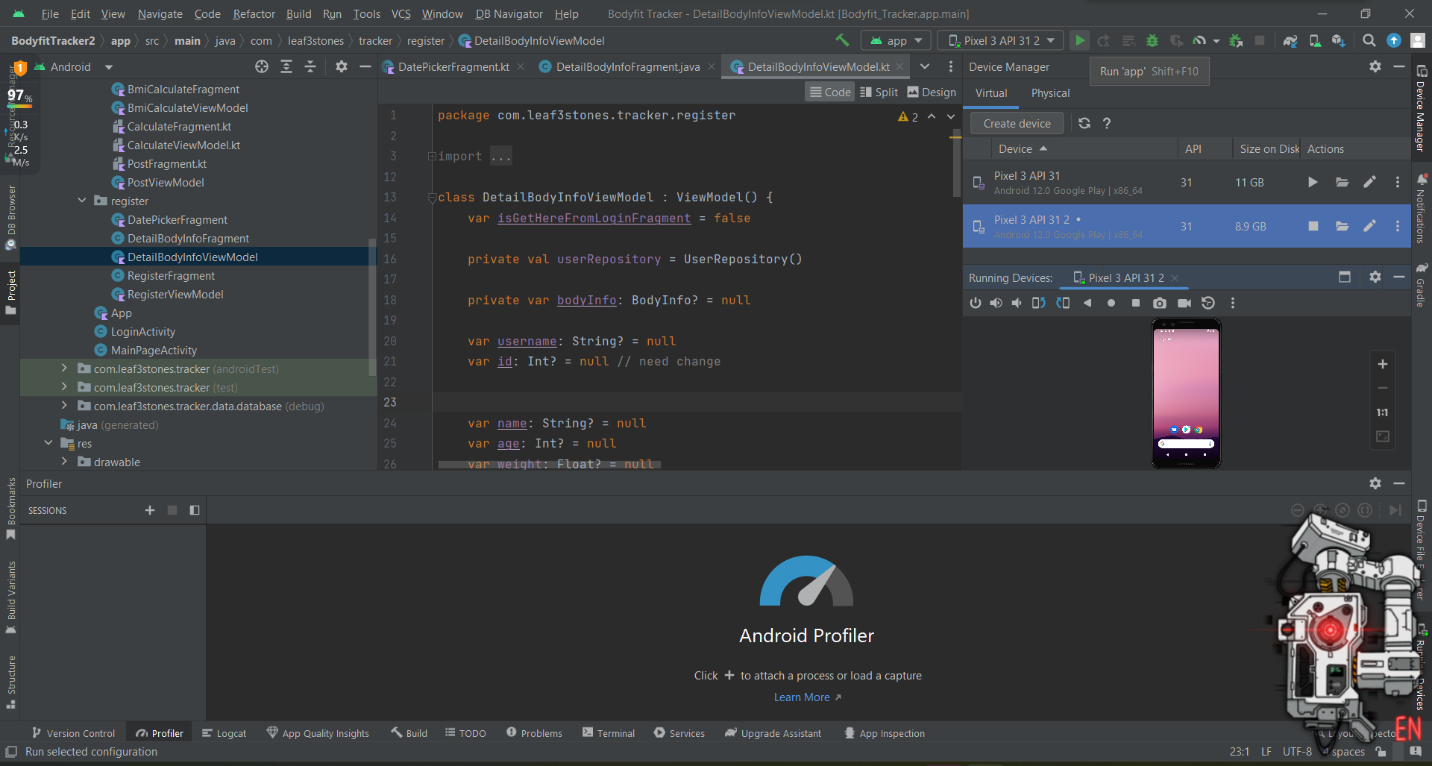 File Edit View Navigate Code Refactor Build Run Tools VCS Window DB Navigator Help Bodyfit Tracker - DetailBodyInfoViewModel.kt [Bodyfit_Tracker.app.main]
BodyfitTracker2 app src main java com leaf3stones tracker register DetailBodyInfoViewModel app Pixel 3 API 31 2
Android
DatePickerFragment.kt DetailBodyInfoFragment.java DetailBodyInfoViewModel.kt
Device Manager
Run 'app' Shift+F10
Code Split Design
Virtual Physical
Create device
Device API Size on Disk Actions
Pixel 3 API 31
Android 12.0 Google Play | x86_64
31 11 GB
Pixel 3 API 31 2
Android 12.0 Google Play | x86_64
31 8.9 GB
Running Devices: Pixel 3 API 31 2
1:1
97%
0.3
K/s
2.5
M/s
BmiCalculateFragment
BmiCalculateViewModel
CalculateFragment.kt
CalculateViewModel.kt
PostFragment.kt
PostViewModel
register
DatePickerFragment
DetailBodyInfoFragment
DetailBodyInfoViewModel
RegisterFragment
RegisterViewModel
App
LoginActivity
MainPageActivity
com.leaf3stones.tracker (androidTest)
com.leaf3stones.tracker (test)
com.leaf3stones.tracker.data.database (debug)
java (generated)
res
drawable
1 package com.leaf3stones.tracker.register
2
3 import ...
12
13 class DetailBodyInfoViewModel : ViewModel() {
14 var isGetHereFromLoginFragment = false
15
16 private val userRepository = UserRepository()
17
18 private var bodyInfo: BodyInfo? = null
19
20 var username: String? = null
21 var id: Int? = null // need change
22
23
24 var name: String? = null
25 var age: Int? = null
26 var weight: Float? = null
2
DB Browser
Project
Bookmarks
Build Variants
Structure
Device Manager
Notifications
Gradle
Device File
Devices
Profiler
SESSIONS
Android Profiler
Click + to attach a process or load a capture
Learn More
EN
Version Control Profiler Logcat App Quality Insights Build TODO Problems Terminal Services Upgrade Assistant App Inspection
Run selected configuration
23:1 LF UTF-8 spaces